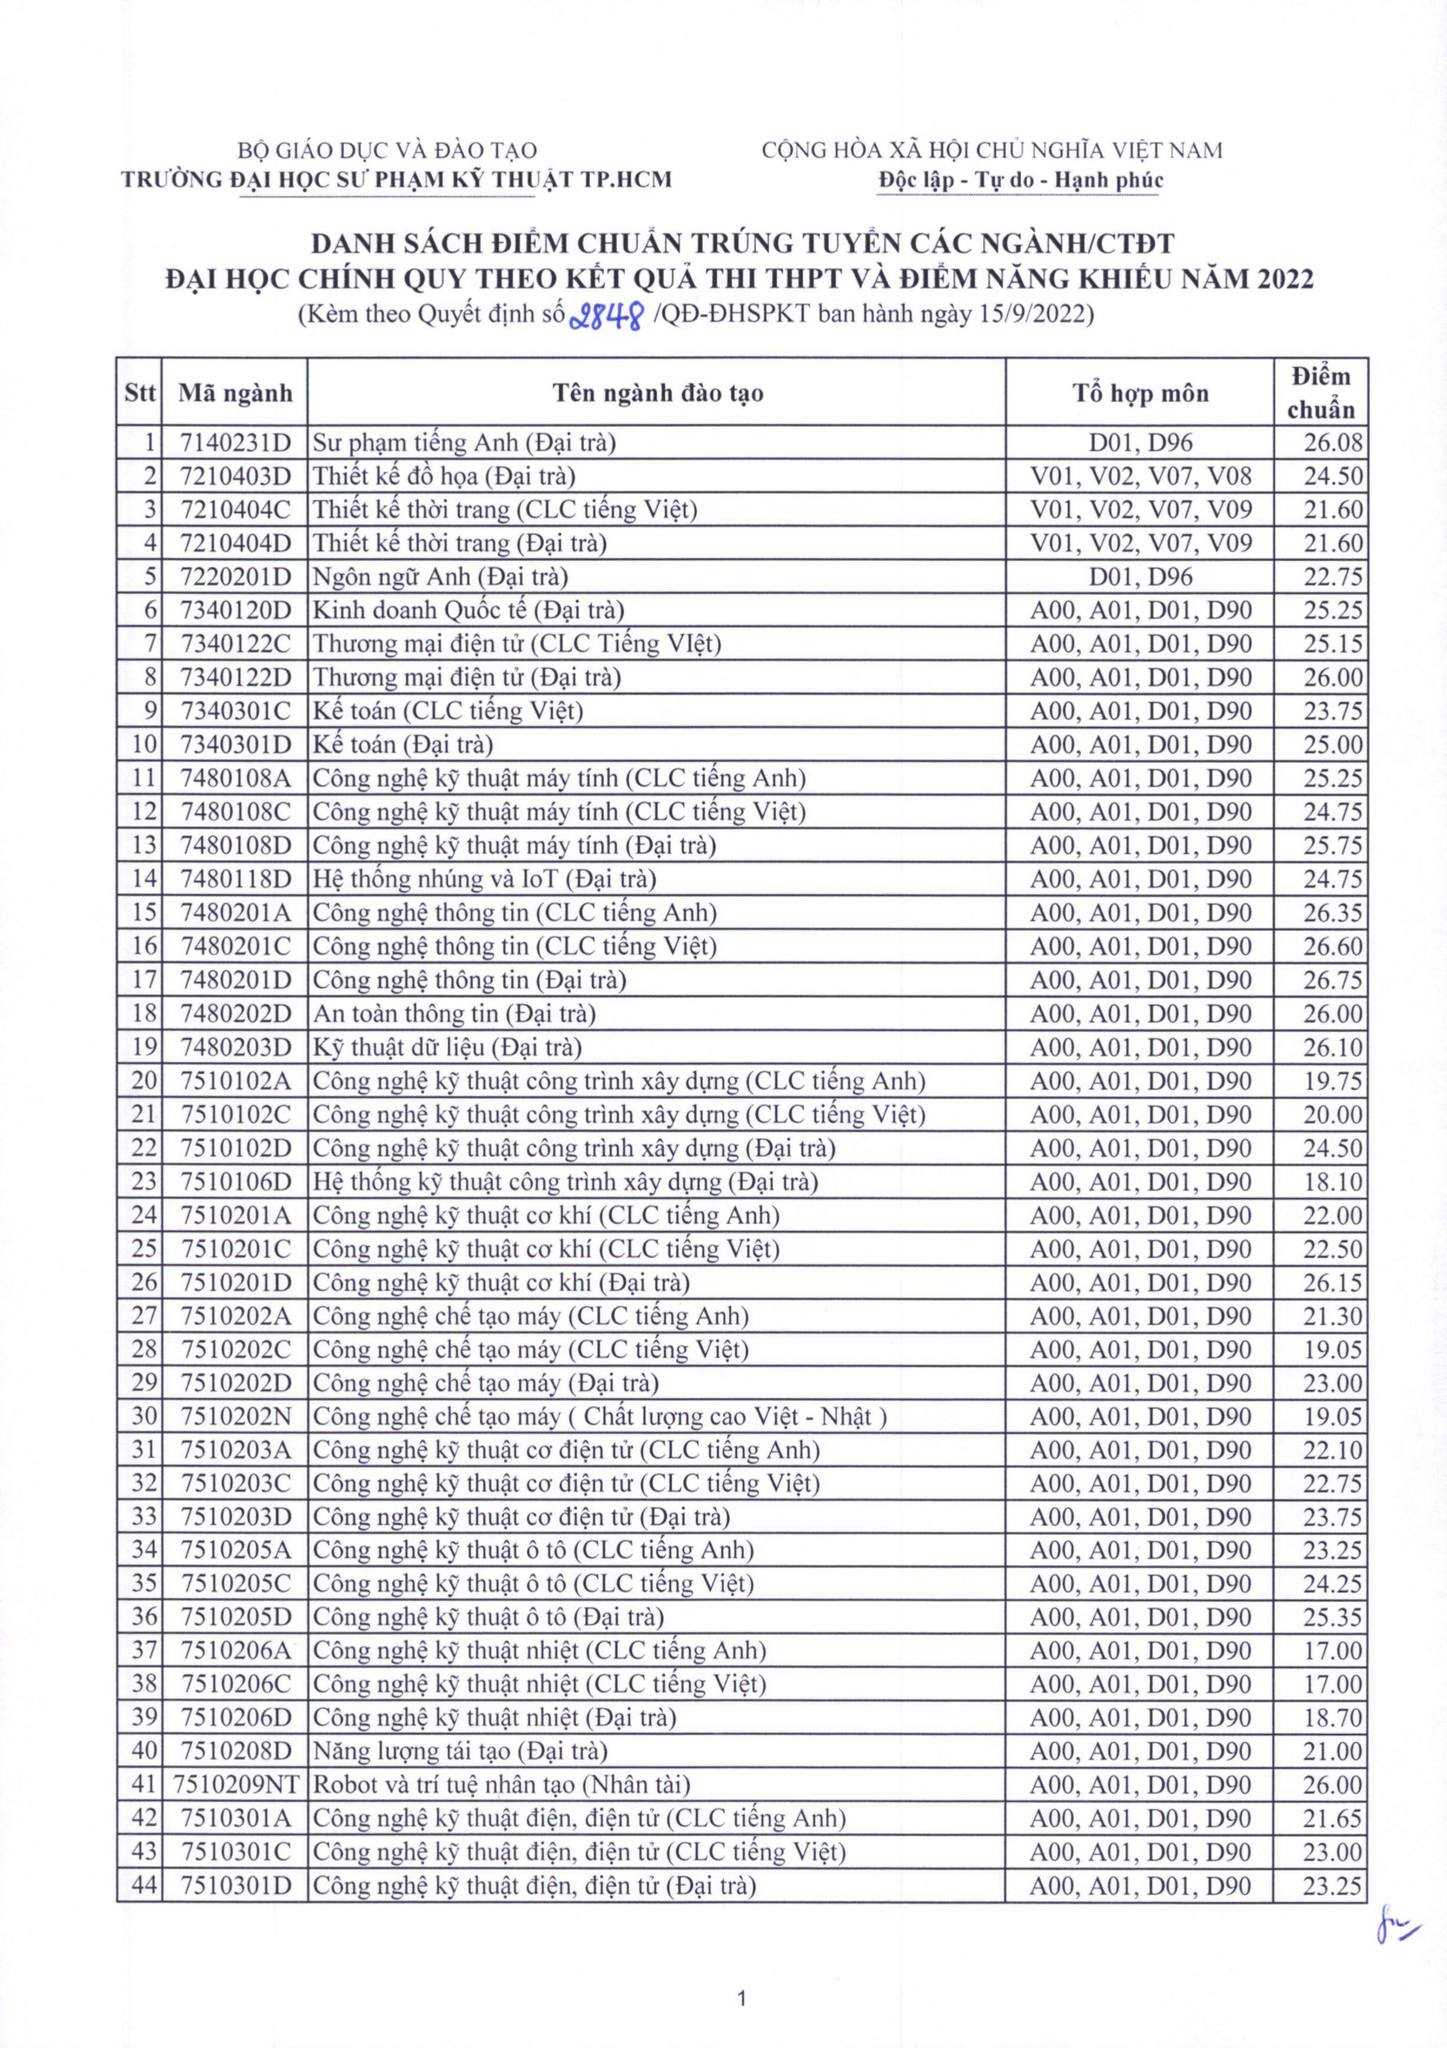 BỘ GIÁO DỤC VÀ ĐÀO TẠO CỘNG HÒA XÃ HỘI CHỦ NGHĨA VIỆT NAM
TRƯỜNG ĐẠI HỌC SƯ PHẠM KỸ THUẬT TP.HCM Độc lập - Tự do - Hạnh phúc
DANH SÁCH ĐIỂM CHUẨN TRÚNG TUYỂN CÁC NGÀNH/CTĐT
ĐẠI HỌC CHÍNH QUY THEO KẾT QUẢ THI THPT VÀ ĐIỂM NĂNG KHIẾU NĂM 2022
(Kèm theo Quyết định số 2848 /QĐ-ĐHSPKT ban hành ngày 15/9/2022)
Stt Mã ngành Tên ngành đào tạo Tổ hợp môn Điểm chuẩn
1 7140231D Sư phạm tiếng Anh (Đại trà) D01, D96 26.08
2 7210403D Thiết kế đồ họa (Đại trà) V01, V02, V07, V08 24.50
3 7210404C Thiết kế thời trang (CLC tiếng Việt) V01, V02, V07, V09 21.60
4 7210404D Thiết kế thời trang (Đại trà) V01, V02, V07, V09 21.60
5 7220201D Ngôn ngữ Anh (Đại trà) D01, D96 22.75
6 7340120D Kinh doanh Quốc tế (Đại trà) A00, A01, D01, D90 25.25
7 7340122C Thương mại điện tử (CLC Tiếng VIệt) A00, A01, D01, D90 25.15
8 7340122D Thương mại điện tử (Đại trà) A00, A01, D01, D90 26.00
9 7340301C Kế toán (CLC tiếng Việt) A00, A01, D01, D90 23.75
10 7340301D Kế toán (Đại trà) A00, A01, D01, D90 25.00
11 7480108A Công nghệ kỹ thuật máy tính (CLC tiếng Anh) A00, A01, D01, D90 25.25
12 7480108C Công nghệ kỹ thuật máy tính (CLC tiếng Việt) A00, A01, D01, D90 24.75
13 7480108D Công nghệ kỹ thuật máy tính (Đại trà) A00, A01, D01, D90 25.75
14 7480118D Hệ thống nhúng và IoT (Đại trà) A00, A01, D01, D90 24.75
15 7480201A Công nghệ thông tin (CLC tiếng Anh) A00, A01, D01, D90 26.35
16 7480201C Công nghệ thông tin (CLC tiếng Việt) A00, A01, D01, D90 26.60
17 7480201D Công nghệ thông tin (Đại trà) A00, A01, D01, D90 26.75
18 7480202D An toàn thông tin (Đại trà) A00, A01, D01, D90 26.00
19 7480203D Kỹ thuật dữ liệu (Đại trà) A00, A01, D01, D90 26.10
20 7510102A Công nghệ kỹ thuật công trình xây dựng (CLC tiếng Anh) A00, A01, D01, D90 19.75
21 7510102C Công nghệ kỹ thuật công trình xây dựng (CLC tiếng Việt) A00, A01, D01, D90 20.00
22 7510102D Công nghệ kỹ thuật công trình xây dựng (Đại trà) A00, A01, D01, D90 24.50
23 7510106D Hệ thống kỹ thuật công trình xây dựng (Đại trà) A00, A01, D01, D90 18.10
24 7510201A Công nghệ kỹ thuật cơ khí (CLC tiếng Anh) A00, A01, D01, D90 22.00
25 7510201C Công nghệ kỹ thuật cơ khí (CLC tiếng Việt) A00, A01, D01, D90 22.50
26 7510201D Công nghệ kỹ thuật cơ khí (Đại trà) A00, A01, D01, D90 26.15
27 7510202A Công nghệ chế tạo máy (CLC tiếng Anh) A00, A01, D01, D90 21.30
28 7510202C Công nghệ chế tạo máy (CLC tiếng Việt) A00, A01, D01, D90 19.05
29 7510202D Công nghệ chế tạo máy (Đại trà) A00, A01, D01, D90 23.00
30 7510202N Công nghệ chế tạo máy ( Chất lượng cao Việt - Nhật ) A00, A01, D01, D90 19.05
31 7510203A Công nghệ kỹ thuật cơ điện tử (CLC tiếng Anh) A00, A01, D01, D90 22.10
32 7510203C Công nghệ kỹ thuật cơ điện tử (CLC tiếng Việt) A00, A01, D01, D90 22.75
33 7510203D Công nghệ kỹ thuật cơ điện tử (Đại trà) A00, A01, D01, D90 23.75
34 7510205A Công nghệ kỹ thuật ô tô (CLC tiếng Anh) A00, A01, D01, D90 23.25
35 7510205C Công nghệ kỹ thuật ô tô (CLC tiếng Việt) A00, A01, D01, D90 24.25
36 7510205D Công nghệ kỹ thuật ô tô (Đại trà) A00, A01, D01, D90 25.35
37 7510206A Công nghệ kỹ thuật nhiệt (CLC tiếng Anh) A00, A01, D01, D90 17.00
38 7510206C Công nghệ kỹ thuật nhiệt (CLC tiếng Việt) A00, A01, D01, D90 17.00
39 7510206D Công nghệ kỹ thuật nhiệt (Đại trà) A00, A01, D01, D90 18.70
40 7510208D Năng lượng tái tạo (Đại trà) A00, A01, D01, D90 21.00
41 7510209NT Robot và trí tuệ nhân tạo (Nhân tài) A00, A01, D01, D90 26.00
42 7510301A Công nghệ kỹ thuật điện, điện tử (CLC tiếng Anh) A00, A01, D01, D90 21.65
43 7510301C Công nghệ kỹ thuật điện, điện tử (CLC tiếng Việt) A00, A01, D01, D90 23.00
44 7510301D Công nghệ kỹ thuật điện, điện tử (Đại trà) A00, A01, D01, D90 23.25
1